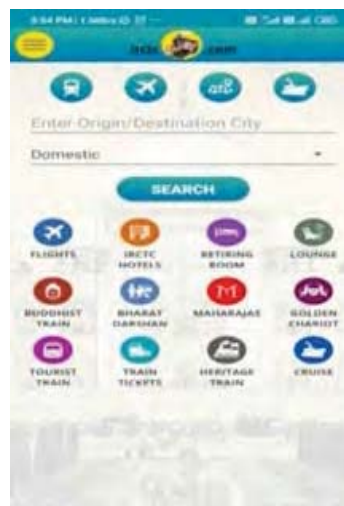 Enter Origin/Destination City
Domestic
SEARCH
FLIGHTS
IRCTC
HOTELS
RETIRING
ROOM
LOUNGE
BUDDHIST
TRAIN
BHARAT
DARSHAN
MAHARAJAS
GOLDEN
CHARIOT
TOURIST
TRAIN
TRAIN
TICKETS
HERITAGE
TRAIN
CRUISE